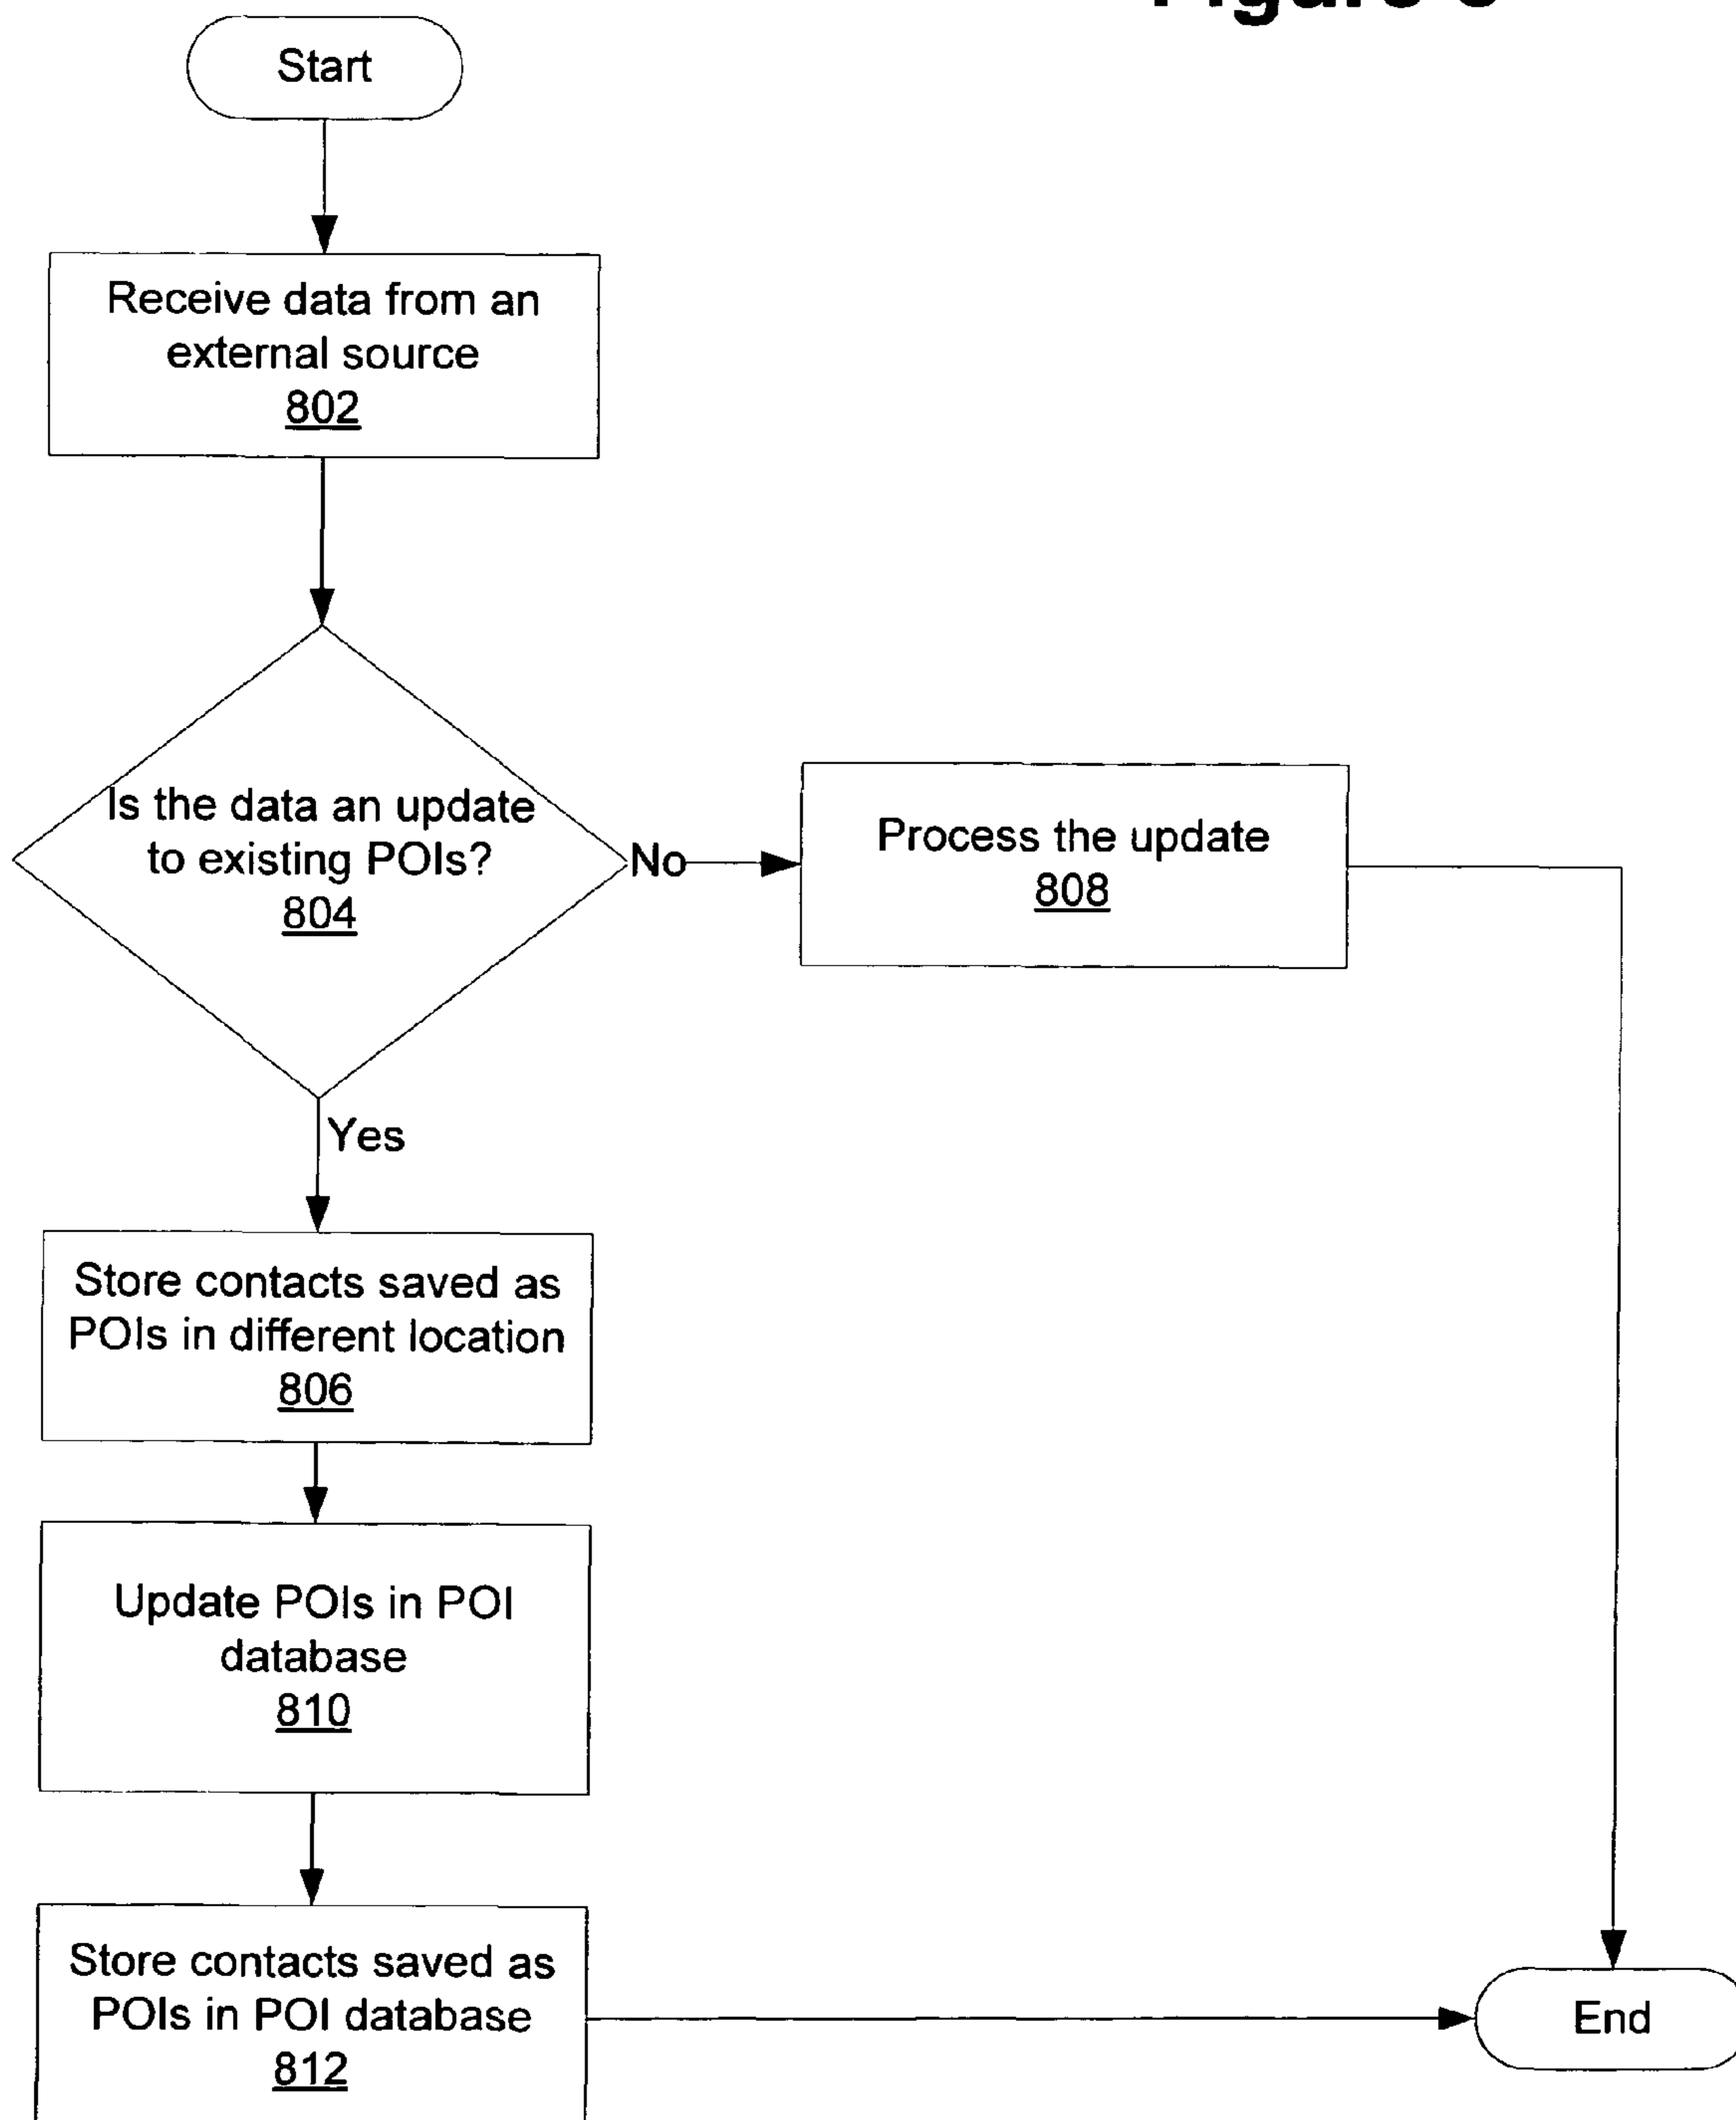 Start
Receive data from an
external source
802
Is the data an update
to existing POIs?
804
No
Process the update
808
Yes
Store contacts saved as
POIs in different location
806
Update POIs in POI
database
810
Store contacts saved as
POIs in POI database
812
End